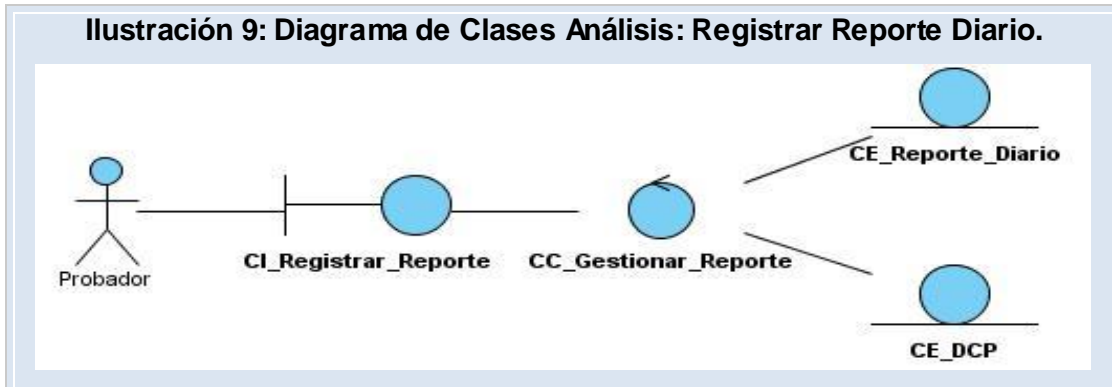 Ilustración 9: Diagrama de Clases Análisis: Registrar Reporte Diario.
CE_Reporte_Diario
Probador
CI_Registrar_Reporte
CC_Gestionar_Reporte
CE_DCP